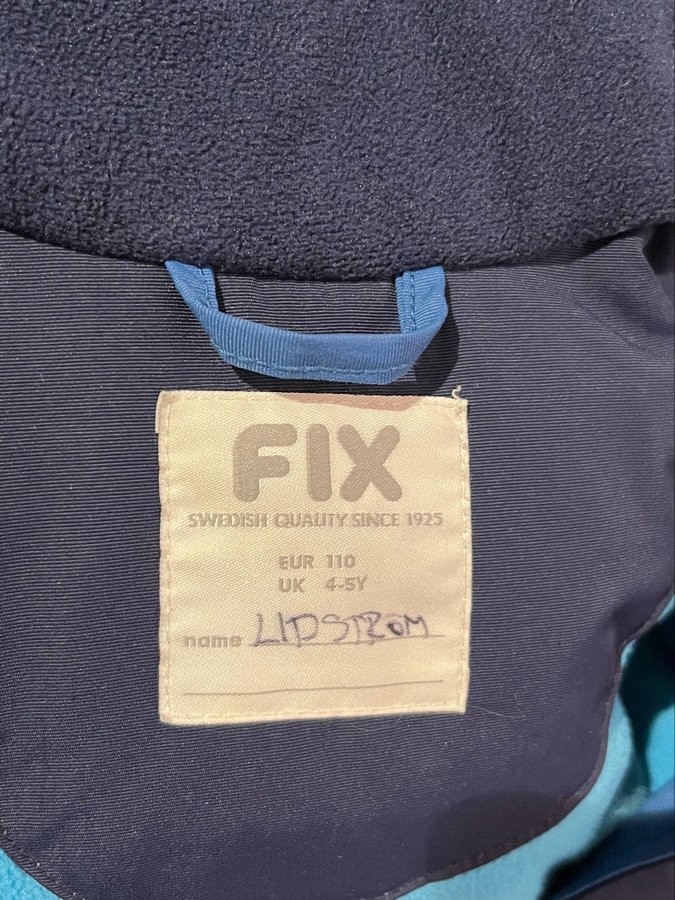 FIX
SWEDISH QUALITY SINCE 1925
EUR 110
UK 4-5Y
name LIDSTROM